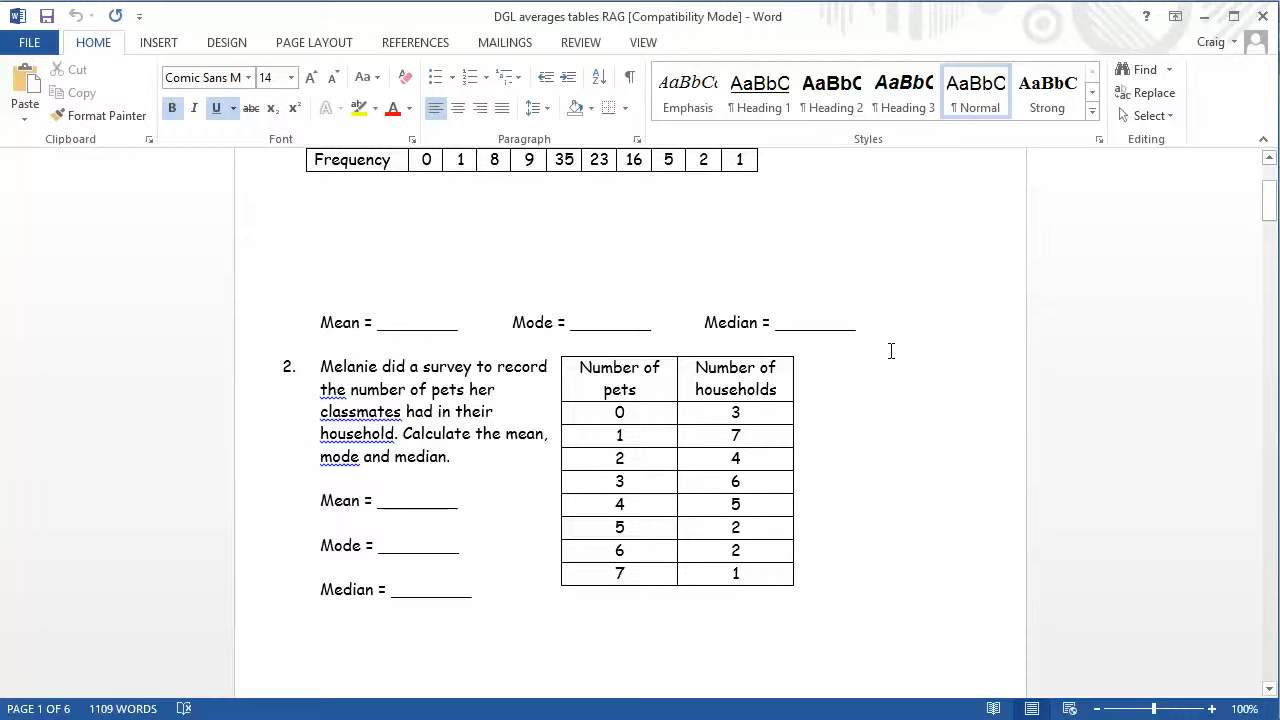 DGL averages tables RAG [Compatibility Mode] - Word
FILE HOME INSERT DESIGN PAGE LAYOUT REFERENCES MAILINGS REVIEW VIEW Craig
Paste
Cut
Copy
Format Painter
Clipboard
Comic Sans M 14
Font
Paragraph
AaBbCc AaBbC AaBbC AaBbC AaBbC AaBbC
Emphasis ¶ Heading 1 ¶ Heading 2 ¶ Heading 3 ¶ Normal Strong
Styles
Find
Replace
Select
Editing
Frequency 0 1 8 9 35 23 16 5 2 1
Mean = _________ Mode = _________ Median = _________
2. Melanie did a survey to record
the number of pets her
classmates had in their
household. Calculate the mean,
mode and median.
Mean = _________
Mode = _________
Median = _________
Number of Number of
pets households
0 3
1 7
2 4
3 6
4 5
5 2
6 2
7 1
PAGE 1 OF 6 1109 WORDS 100%